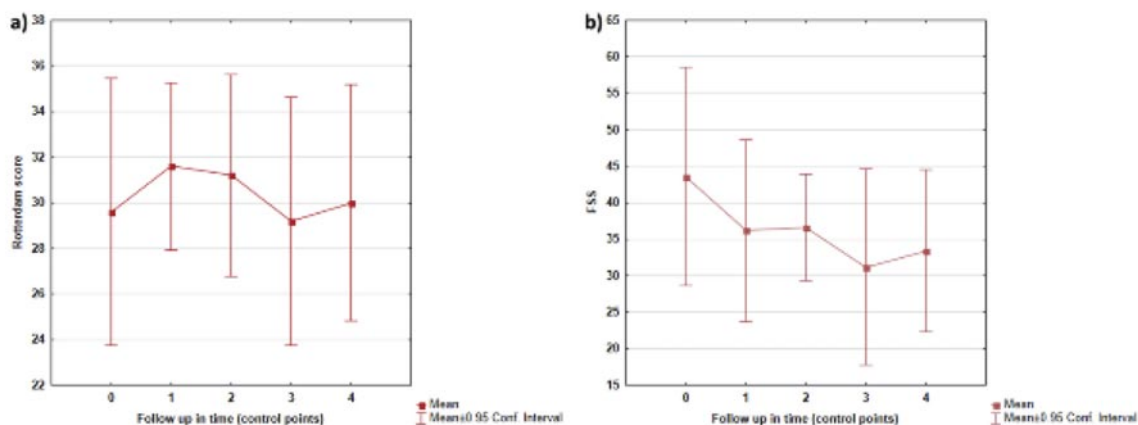 a)
38
36
34
32
30
28
26
24
22
Rotterdam score
0 1 2 3 4
Follow up in time (control points)
Mean
Mean±0.95 Conf. Interval
b)
65
60
55
50
45
40
35
30
25
20
15
FSS
0 1 2 3 4
Follow up in time (control points)
Mean
Mean±0.95 Conf. Interval